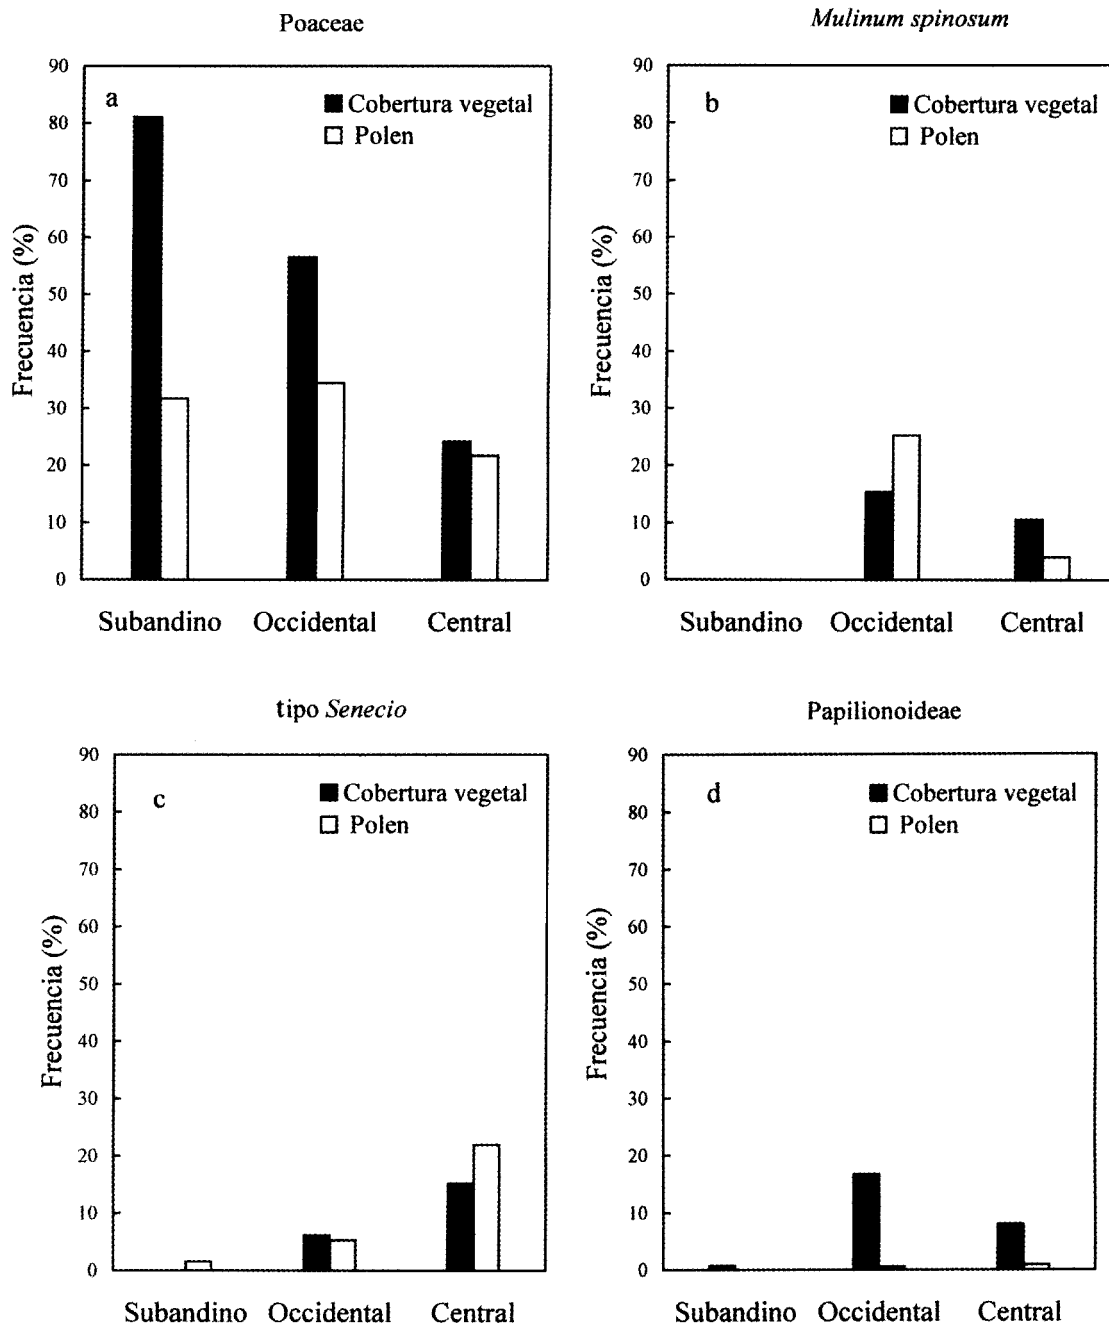 Poaceae
a
Cobertura vegetal
Polen
Frecuencia (%)
90
80
70
60
50
40
30
20
10
0
Subandino Occidental Central
Mulinum spinosum
b
Cobertura vegetal
Polen
Frecuencia (%)
90
80
70
60
50
40
30
20
10
0
Subandino Occidental Central
tipo Senecio
c
Cobertura vegetal
Polen
Frecuencia (%)
90
80
70
60
50
40
30
20
10
0
Subandino Occidental Central
Papilionoideae
d
Cobertura vegetal
Polen
Frecuencia (%)
90
80
70
60
50
40
30
20
10
0
Subandino Occidental Central